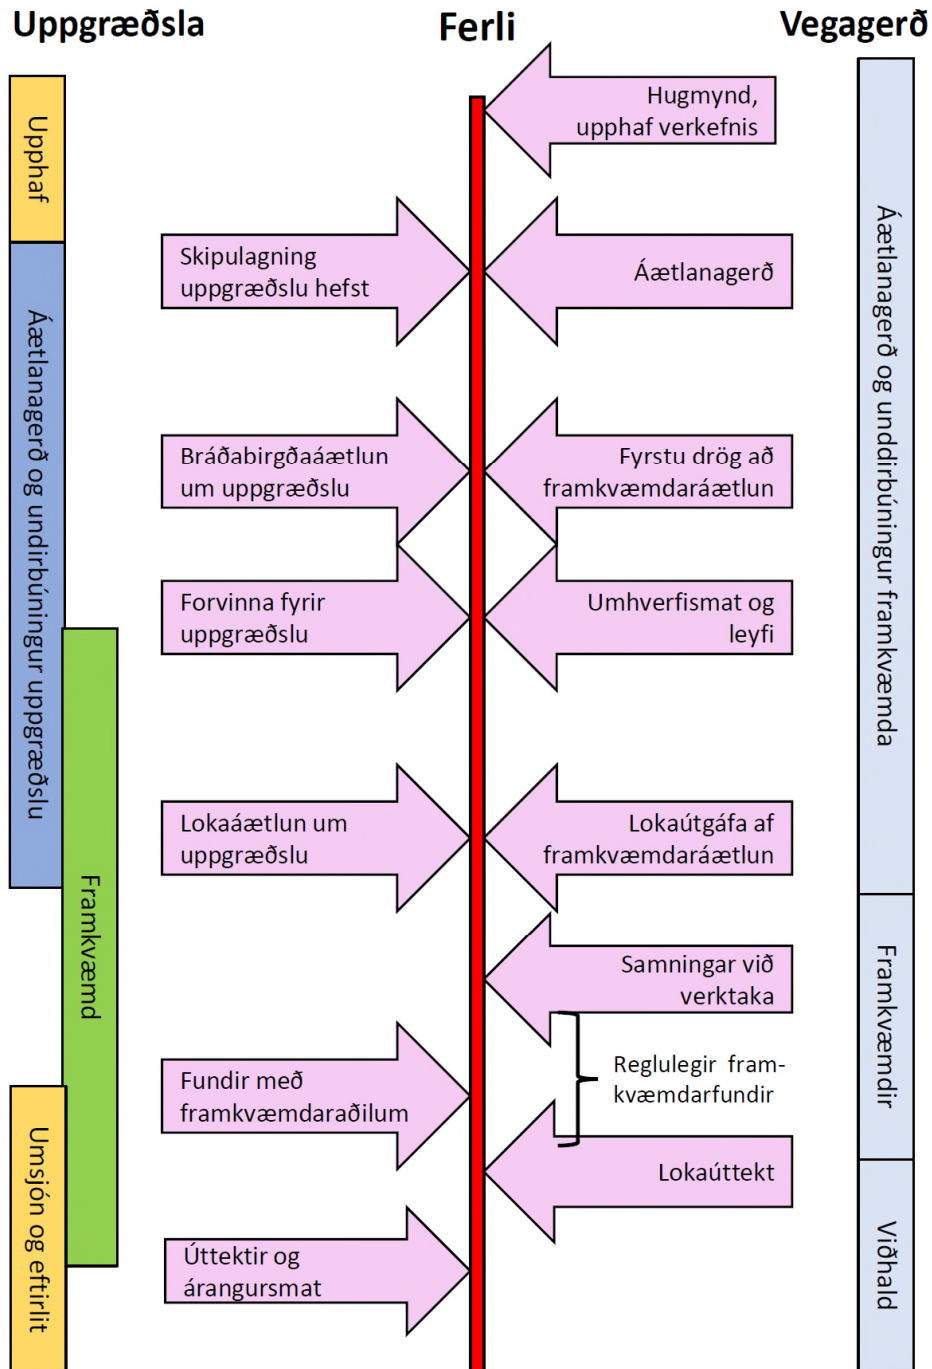 Uppgræðsla
Ferli
Vegagerð
Upphaf
Áætlanagerð og undirbúningur uppgræðslu
Framkvæmd
Umsjón og eftirlit
Hugmynd,
upphaf verkefnis
Skipulagning
uppgræðslu hefst
Áætlanagerð
Bráðabirgðaáætlun
um uppgræðslu
Fyrstu drög að
framkvæmdaráætlun
Forvinna fyrir
uppgræðslu
Umhverfismat og
leyfi
Lokaáætlun um
uppgræðslu
Lokaútgáfa af
framkvæmdaráætlun
Samningar við
verktaka
Fundir með
framkvæmdaraðilum
Reglulegir fram-
kvæmdarfundir
Lokaúttekt
Úttektir og
árangursmat
Áætlanagerð og unddirbúningur framkvæmda
Framkvæmdir
Viðhald